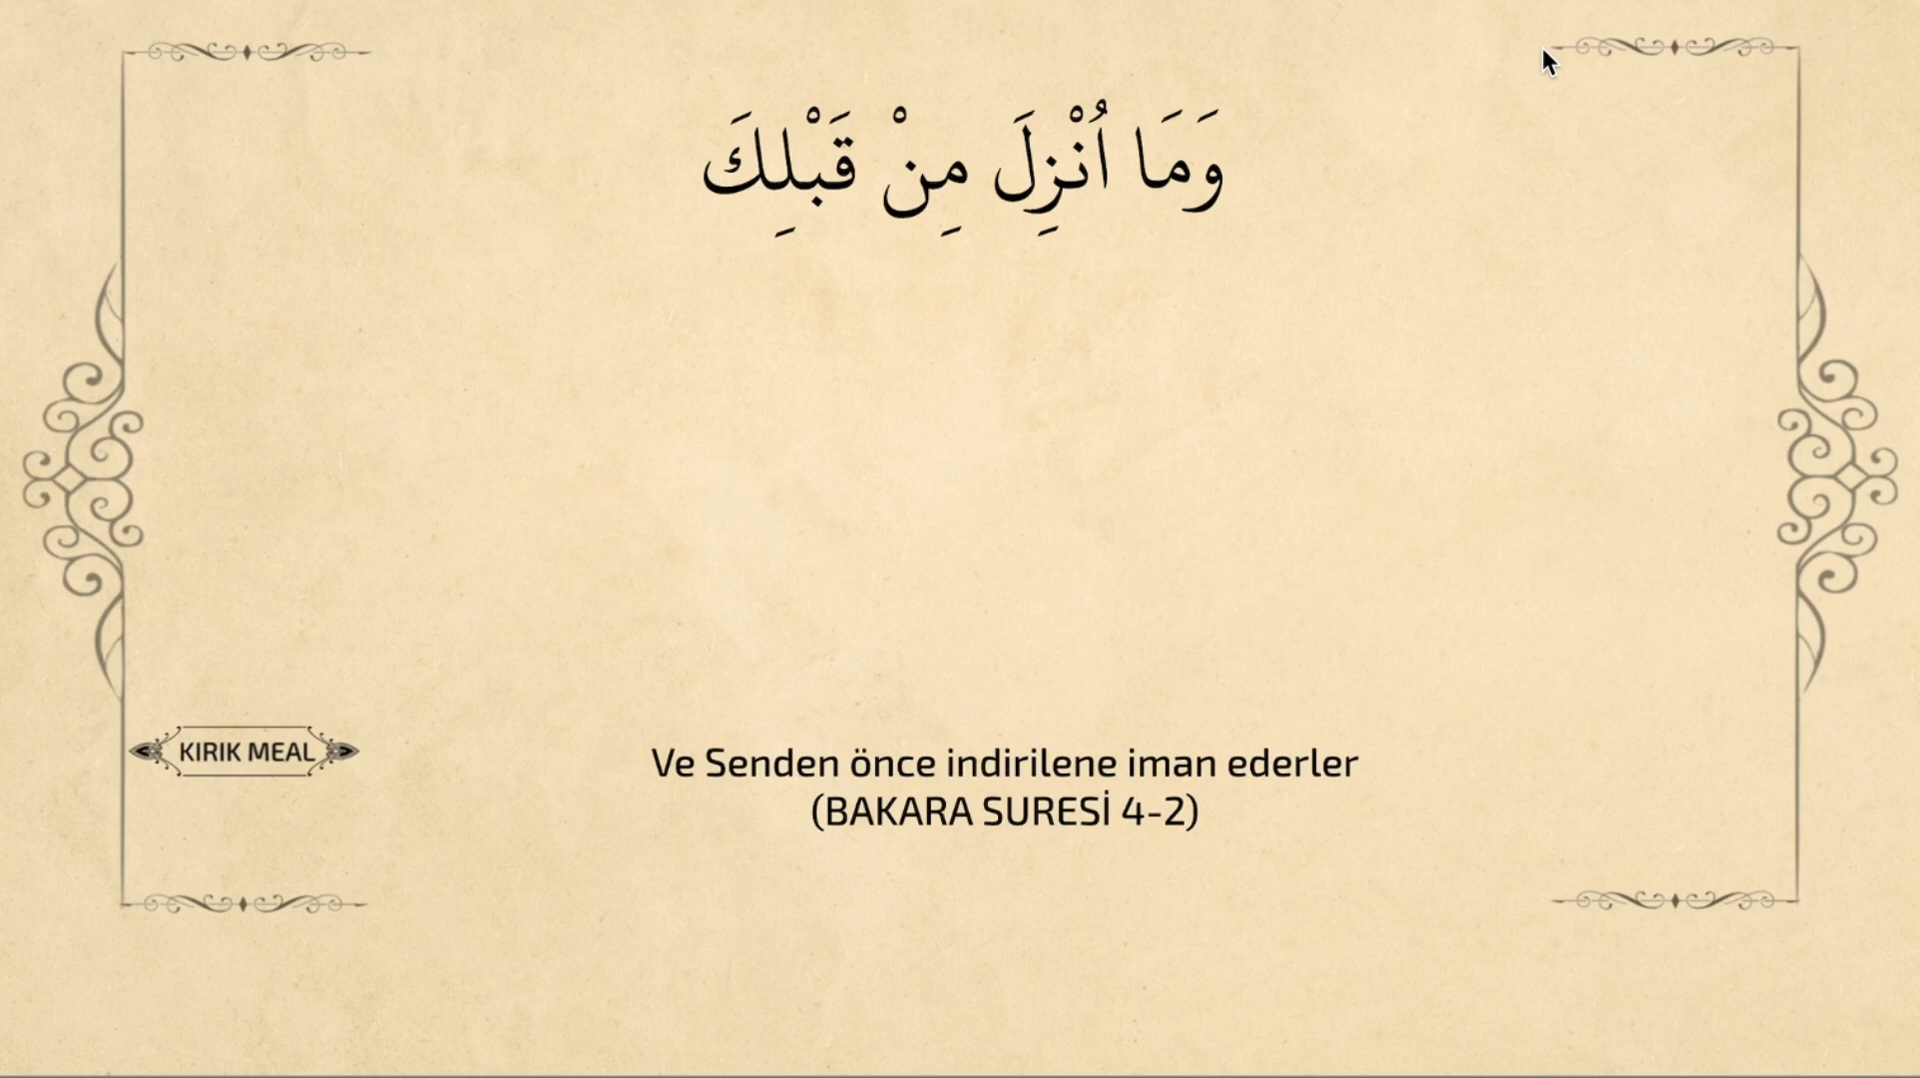 وَمَا اُنْزِلَ مِنْ قَبْلِكَ
KIRIK MEAL
Ve Senden önce indirilene iman ederler
(BAKARA SURESİ 4-2)